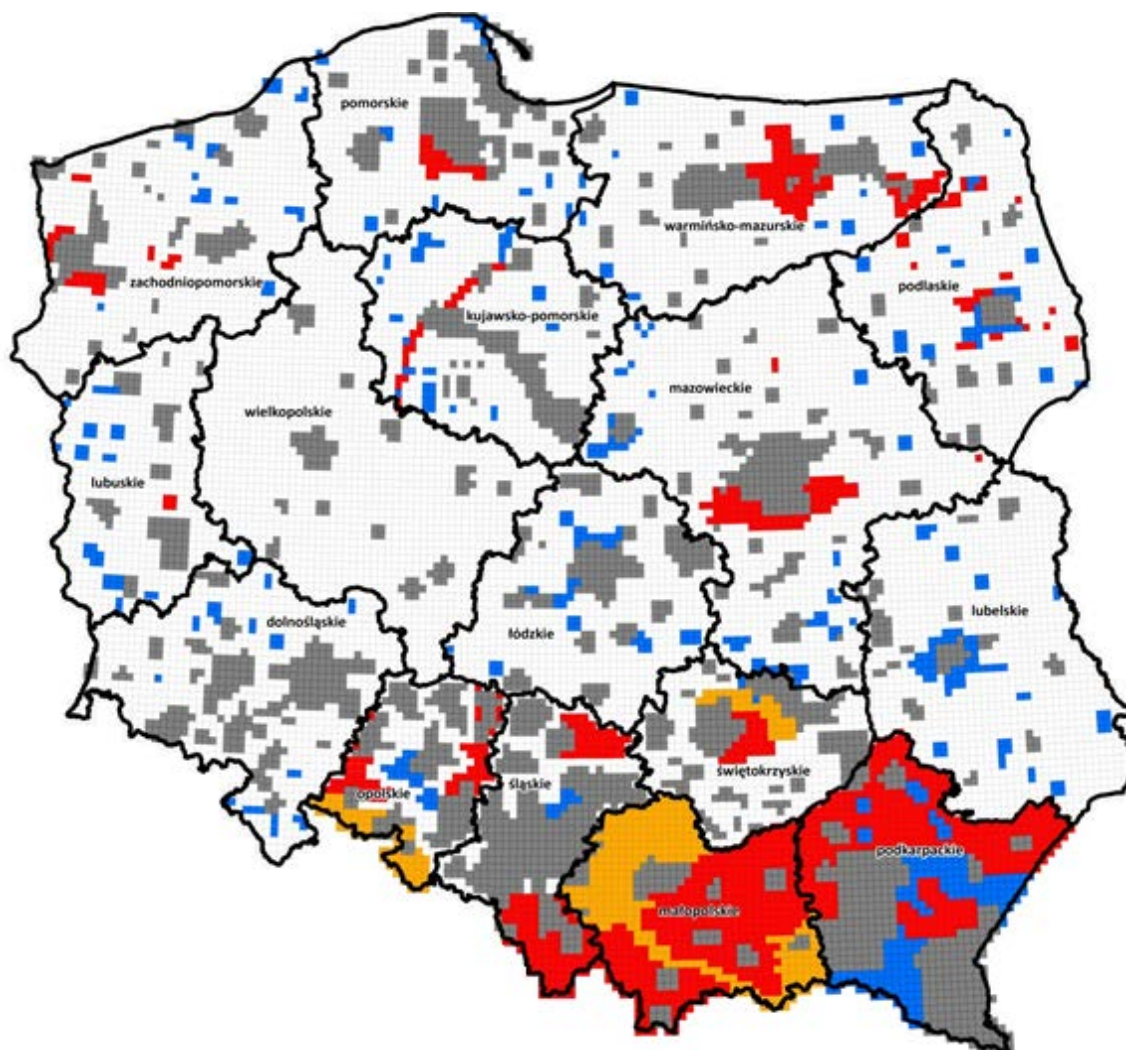 pomorskie
warmińsko-mazurskie
zachodniopomorskie
podlaskie
kujawsko-pomorskie
mazowieckie
wielkopolskie
lubuskie
lubelskie
dolnośląskie
łódzkie
świętokrzyskie
śląskie
opolskie
podkarpackie
małopolskie